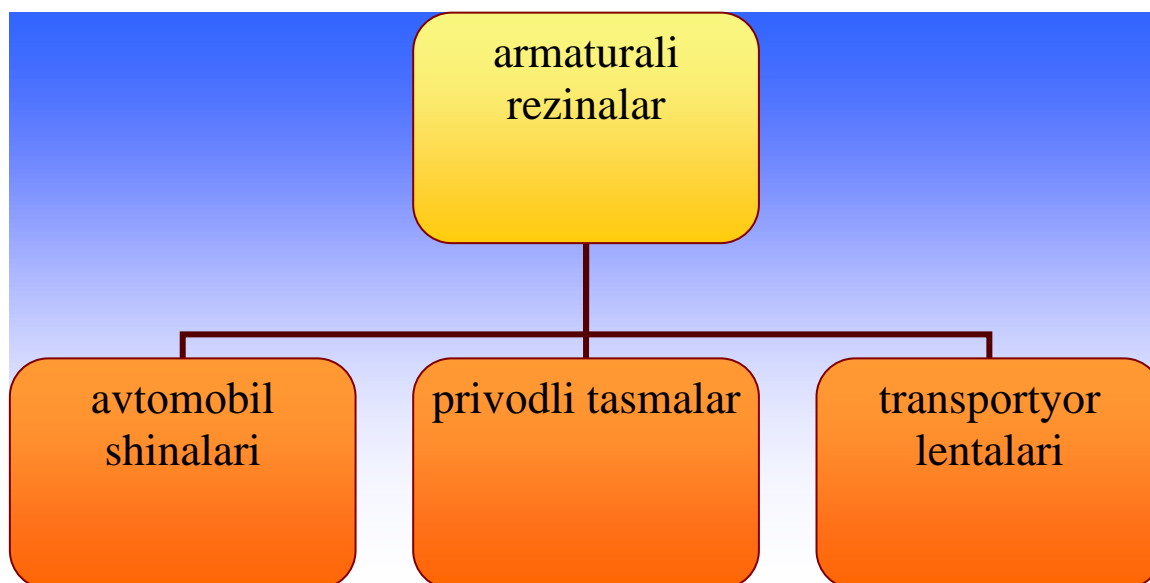 armaturali
rezinalar
avtomobil
shinalari
privodli tasmalar
transportyor
lentalari